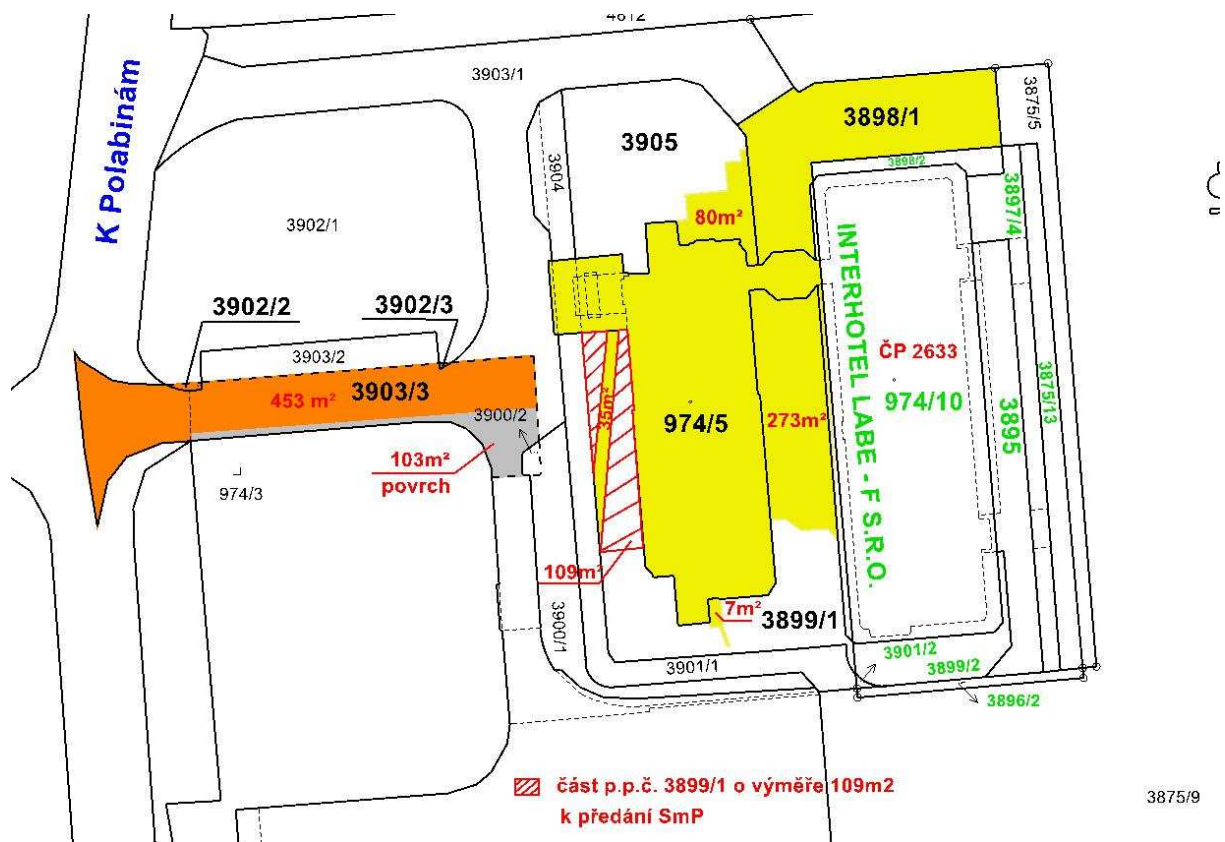 4812
3903/1
K Polabinám
3905
3898/1
3875/5
3904
3898/2
3897/4
3902/1
80m²
3902/2
3902/3
INTERHOTEL LABE - F S.R.O.
ČP 2633
3903/2
3903/3
453 m²
3900/2
35m²
974/5
273m²
974/10
3895
3875/13
103m²
povrch
974/3
109m²
7m²
3899/1
3900/1
3901/1
3901/2
3899/2
3896/2
část p.p.č. 3899/1 o výměře 109m2
k předání SmP
3875/9